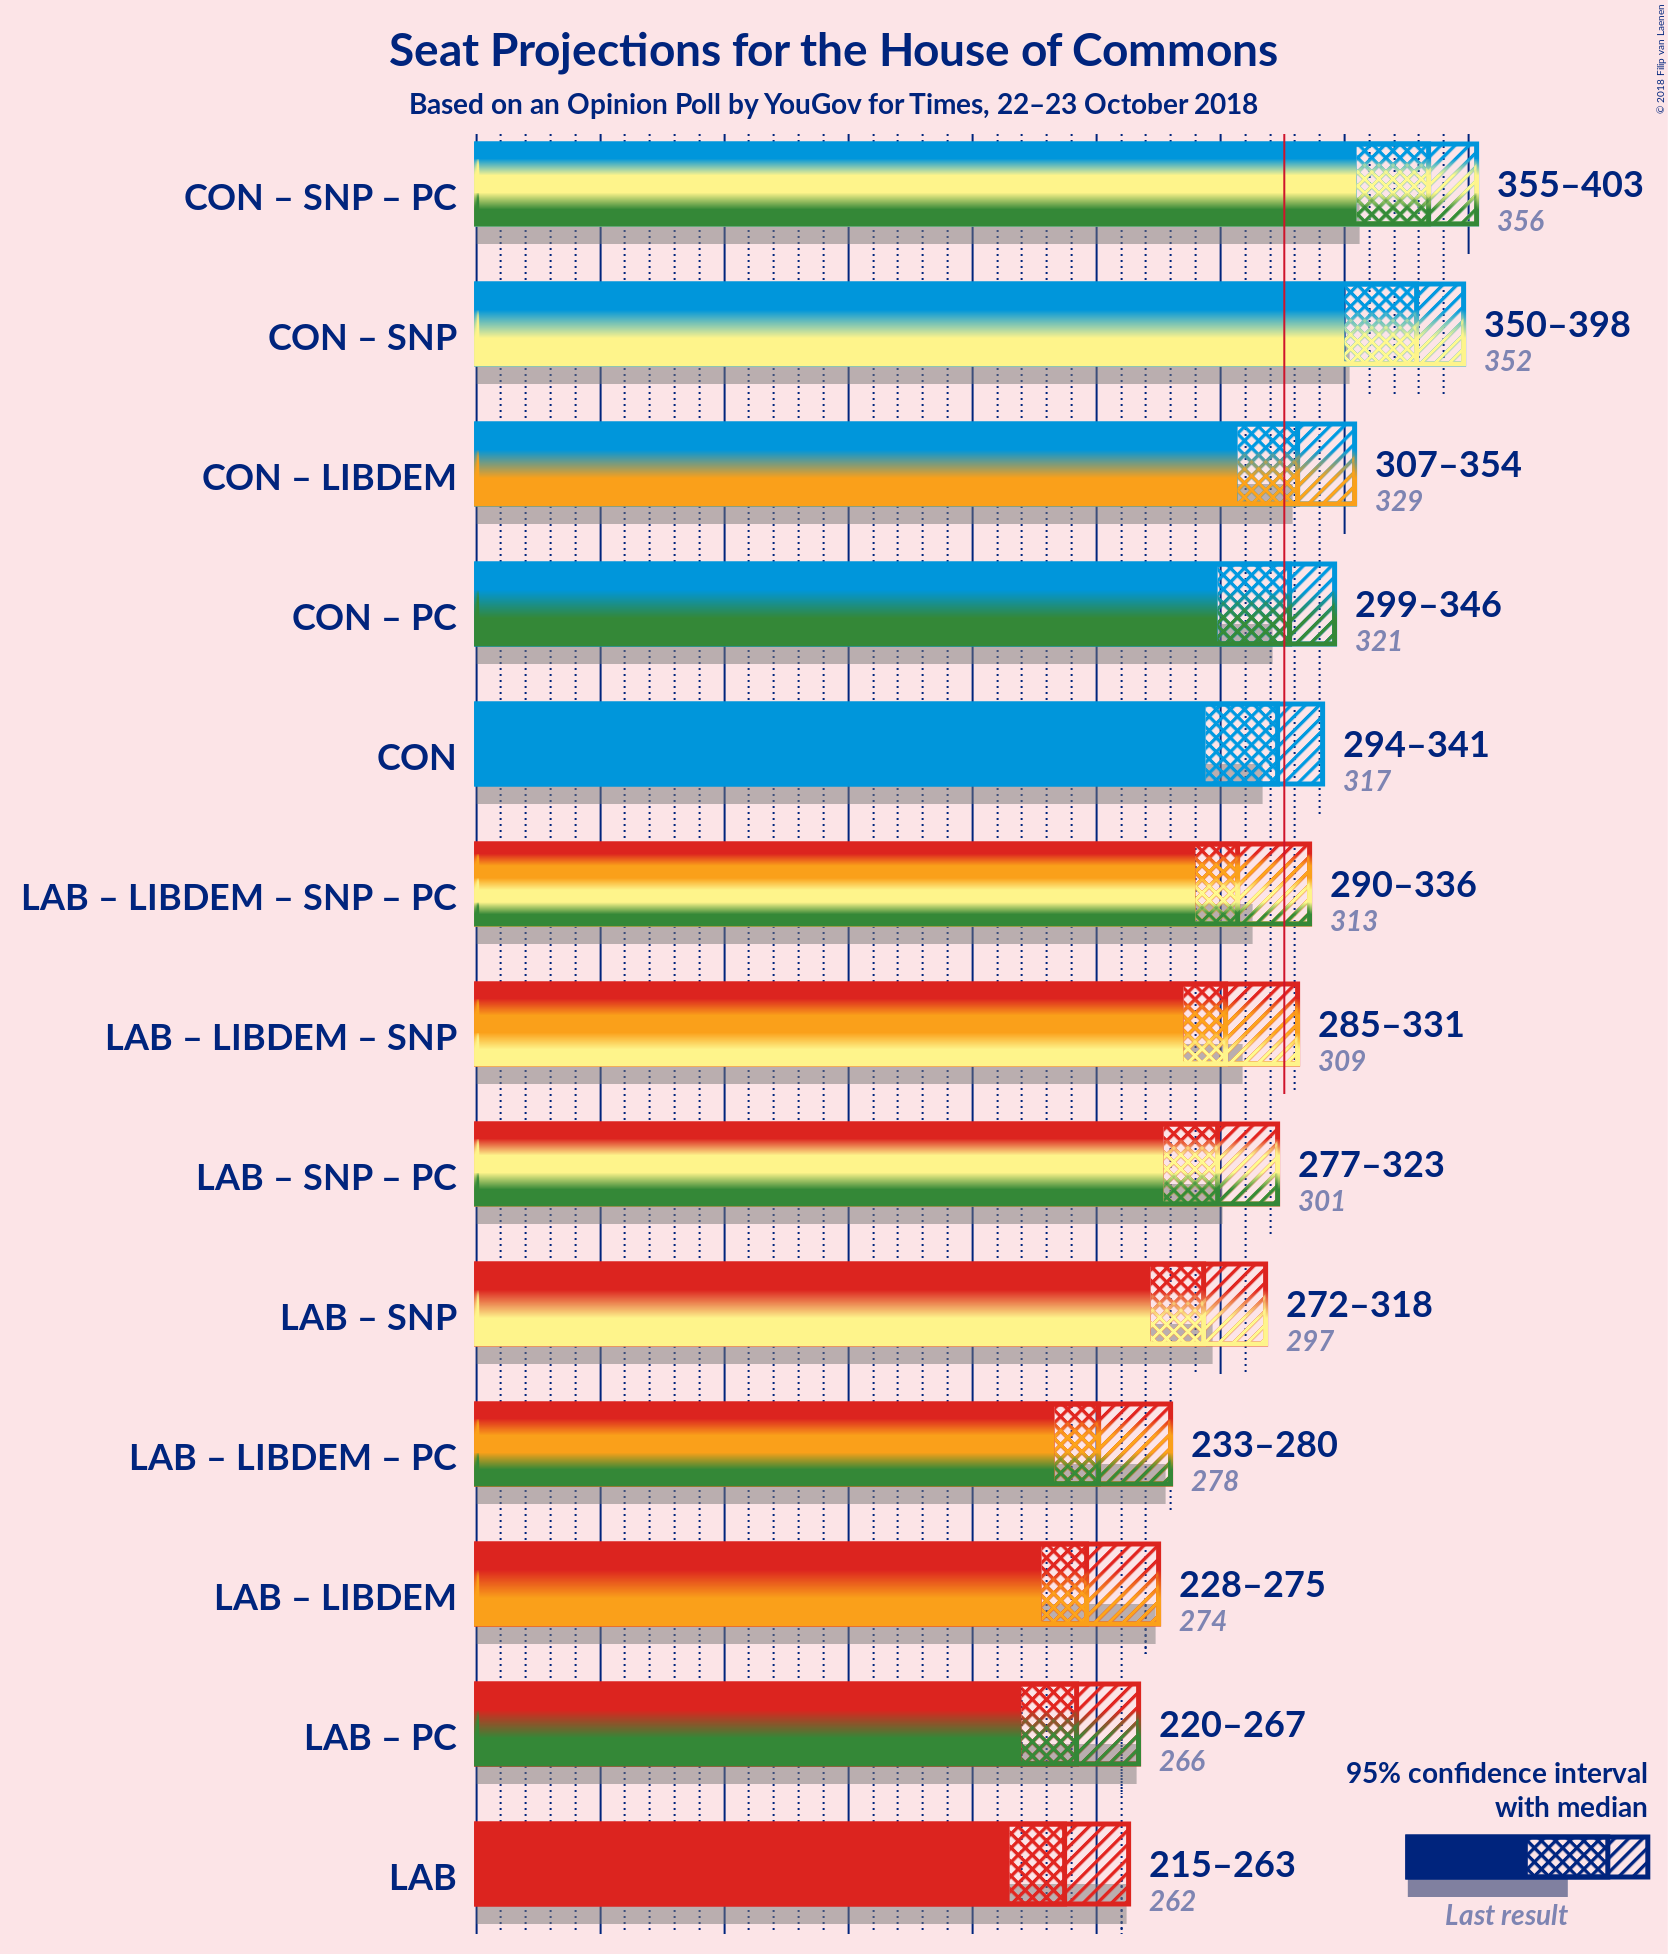 Seat Projections for the House of Commons
Based on an Opinion Poll by YouGov for Times, 22–23 October 2018
© 2018 Filip van Laenen
CON – SNP – PC
355–403
356
CON – SNP
350–398
352
CON – LIBDEM
307–354
329
CON – PC
299–346
321
CON
294–341
317
LAB – LIBDEM – SNP – PC
290–336
313
LAB – LIBDEM – SNP
285–331
309
LAB – SNP – PC
277–323
301
LAB – SNP
272–318
297
LAB – LIBDEM – PC
233–280
278
LAB – LIBDEM
228–275
274
LAB – PC
220–267
266
LAB
215–263
262
95% confidence interval
with median
Last result